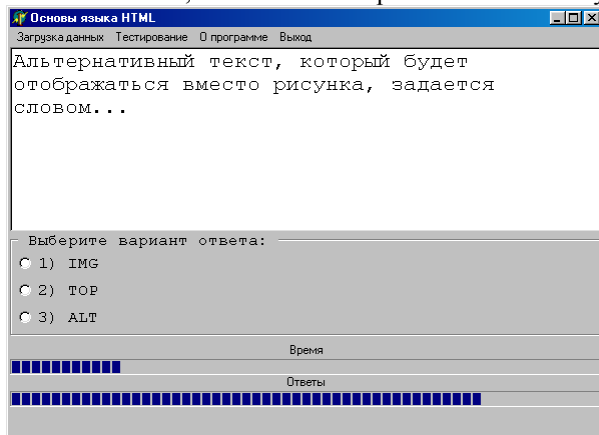 Основы языка HTML
Загрузка данных Тестирование О программе Выход
Альтернативный текст, который будет
отображаться вместо рисунка, задается
словом...
Выберите вариант ответа:
1) IMG
2) TOP
3) ALT
Время
Ответы